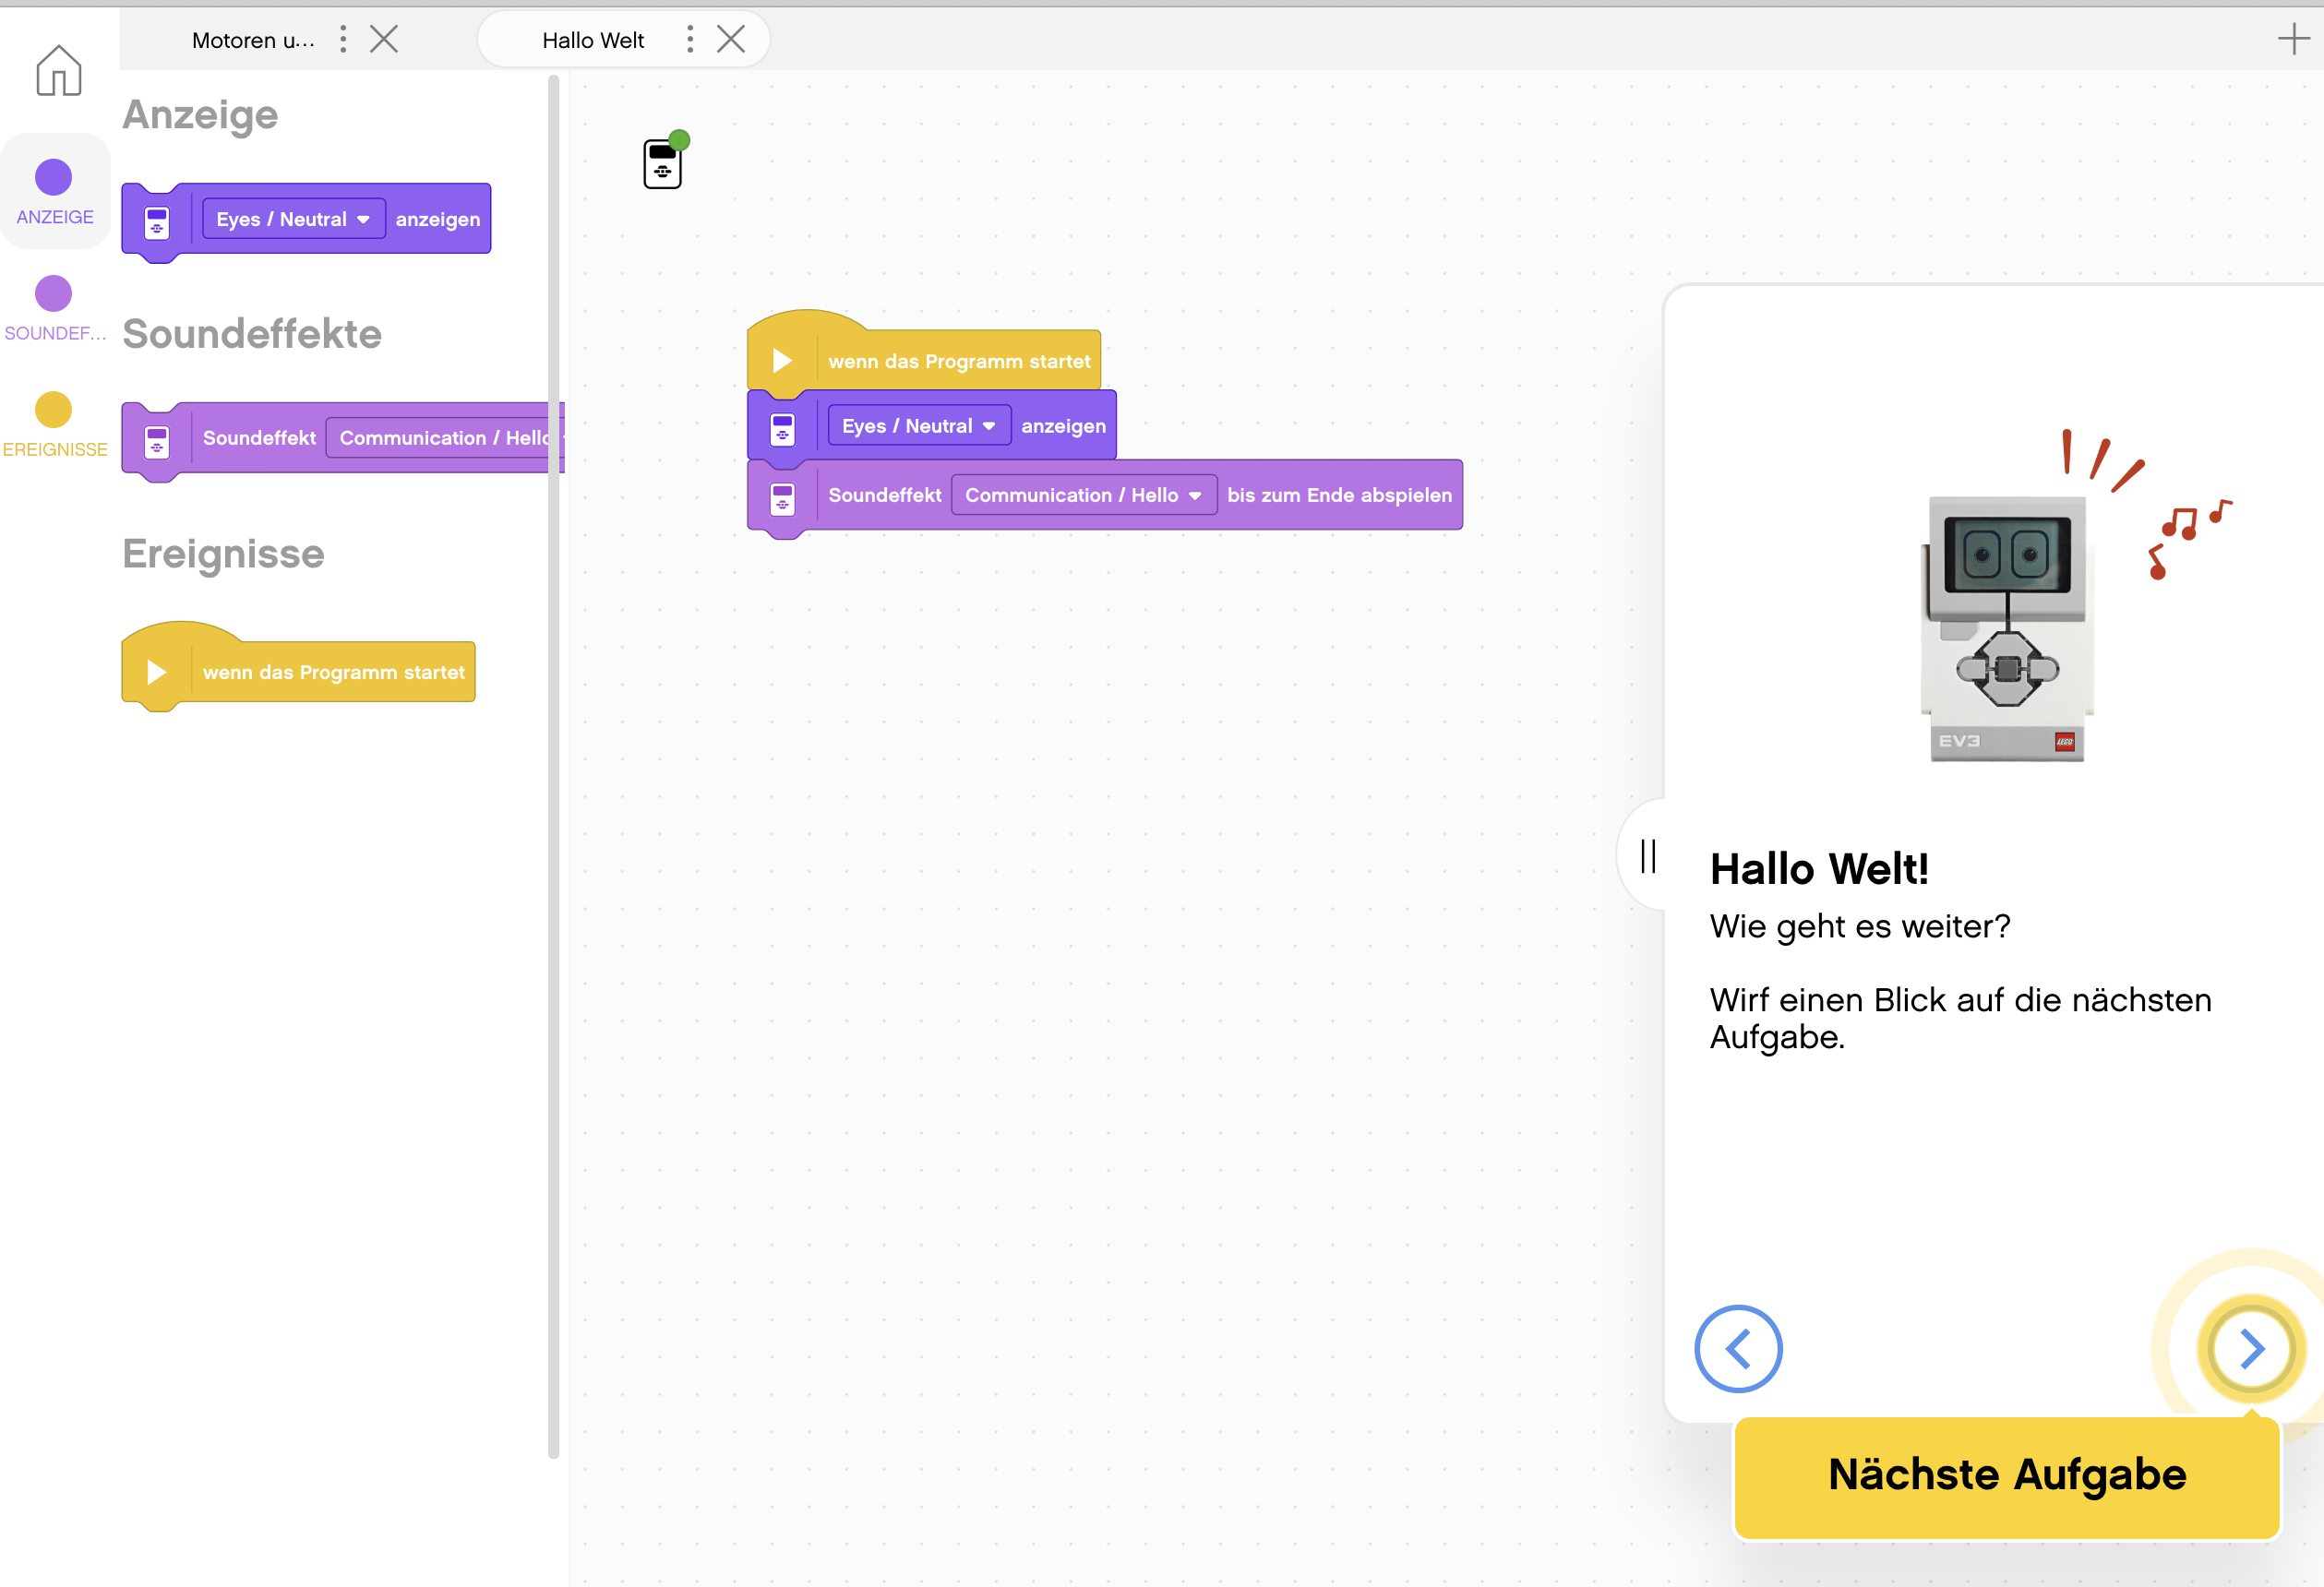 Motoren u...
Hallo Welt
ANZEIGE
SOUNDEF...
EREIGNISSE
Anzeige
Eyes / Neutral anzeigen
Soundeffekte
Soundeffekt Communication / Hello
Ereignisse
wenn das Programm startet
wenn das Programm startet
Eyes / Neutral anzeigen
Soundeffekt Communication / Hello bis zum Ende abspielen
EV3
LEGO
Hallo Welt!
Wie geht es weiter?
Wirf einen Blick auf die nächsten
Aufgabe.
Nächste Aufgabe